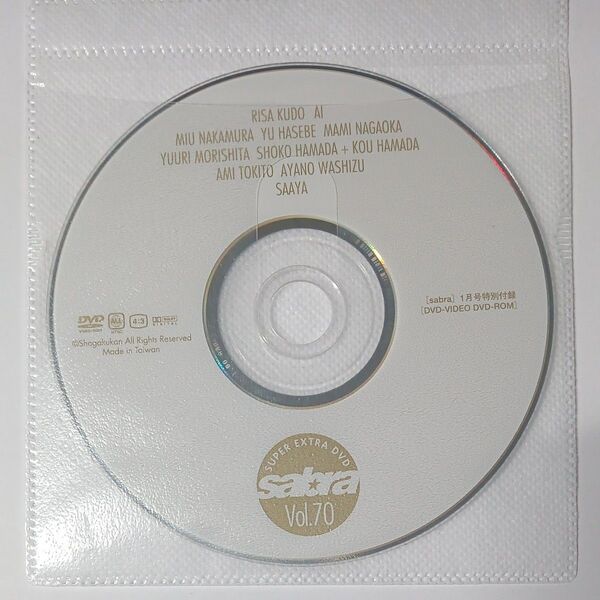 RISA KUDO AI
MIU NAKAMURA YU HASEBE MAMI NAGAOKA
YUURI MORISHITA SHOKO HAMADA + KOU HAMADA
AMI TOKITO AYANO WASHIZU
SAAYA
[sabra] 1月号特別付録
[DVD-VIDEO DVD-ROM]
DVD
4:3
©Shogakukan All Rights Reserved
Made in Taiwan
SUPER EXTRA DVD
sabra
Vol.70